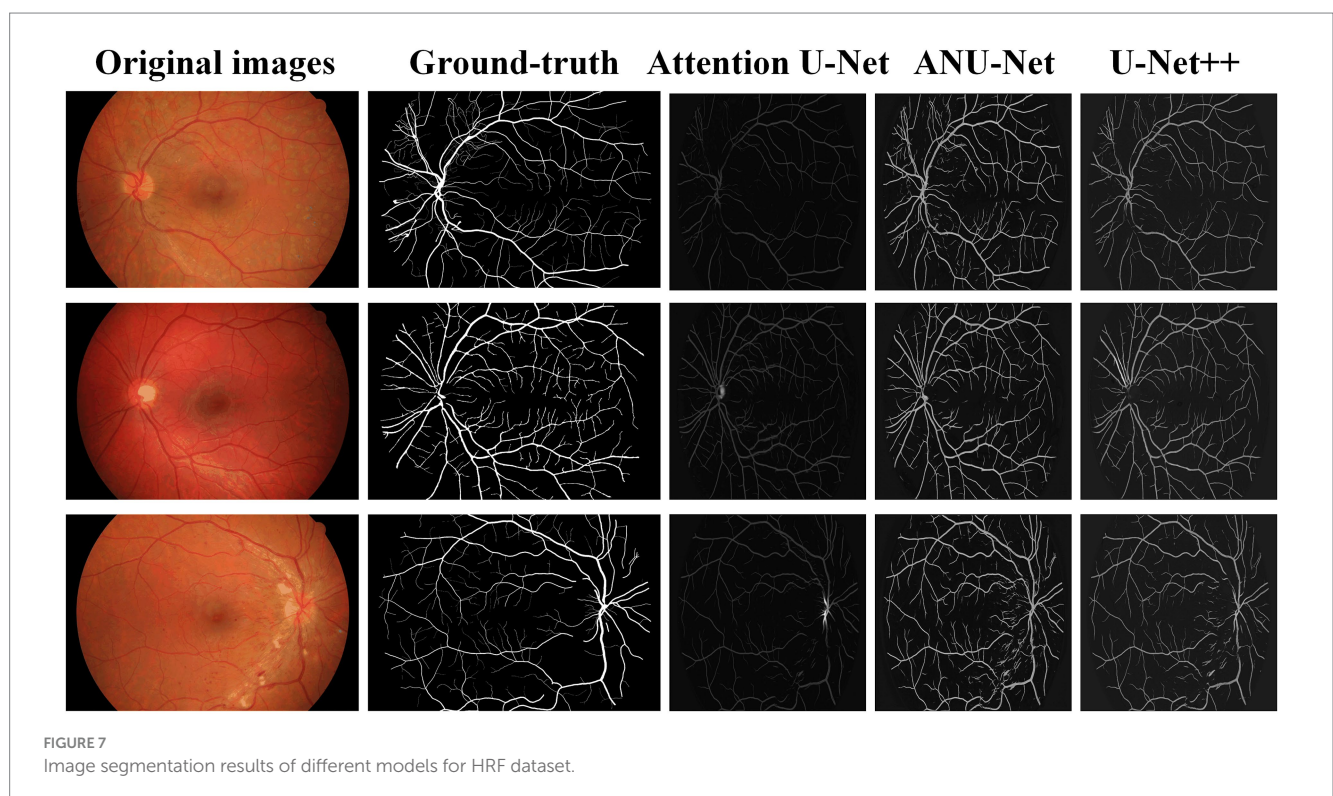 Original images Ground-truth Attention U-Net ANU-Net U-Net++
FIGURE 7
Image segmentation results of different models for HRF dataset.